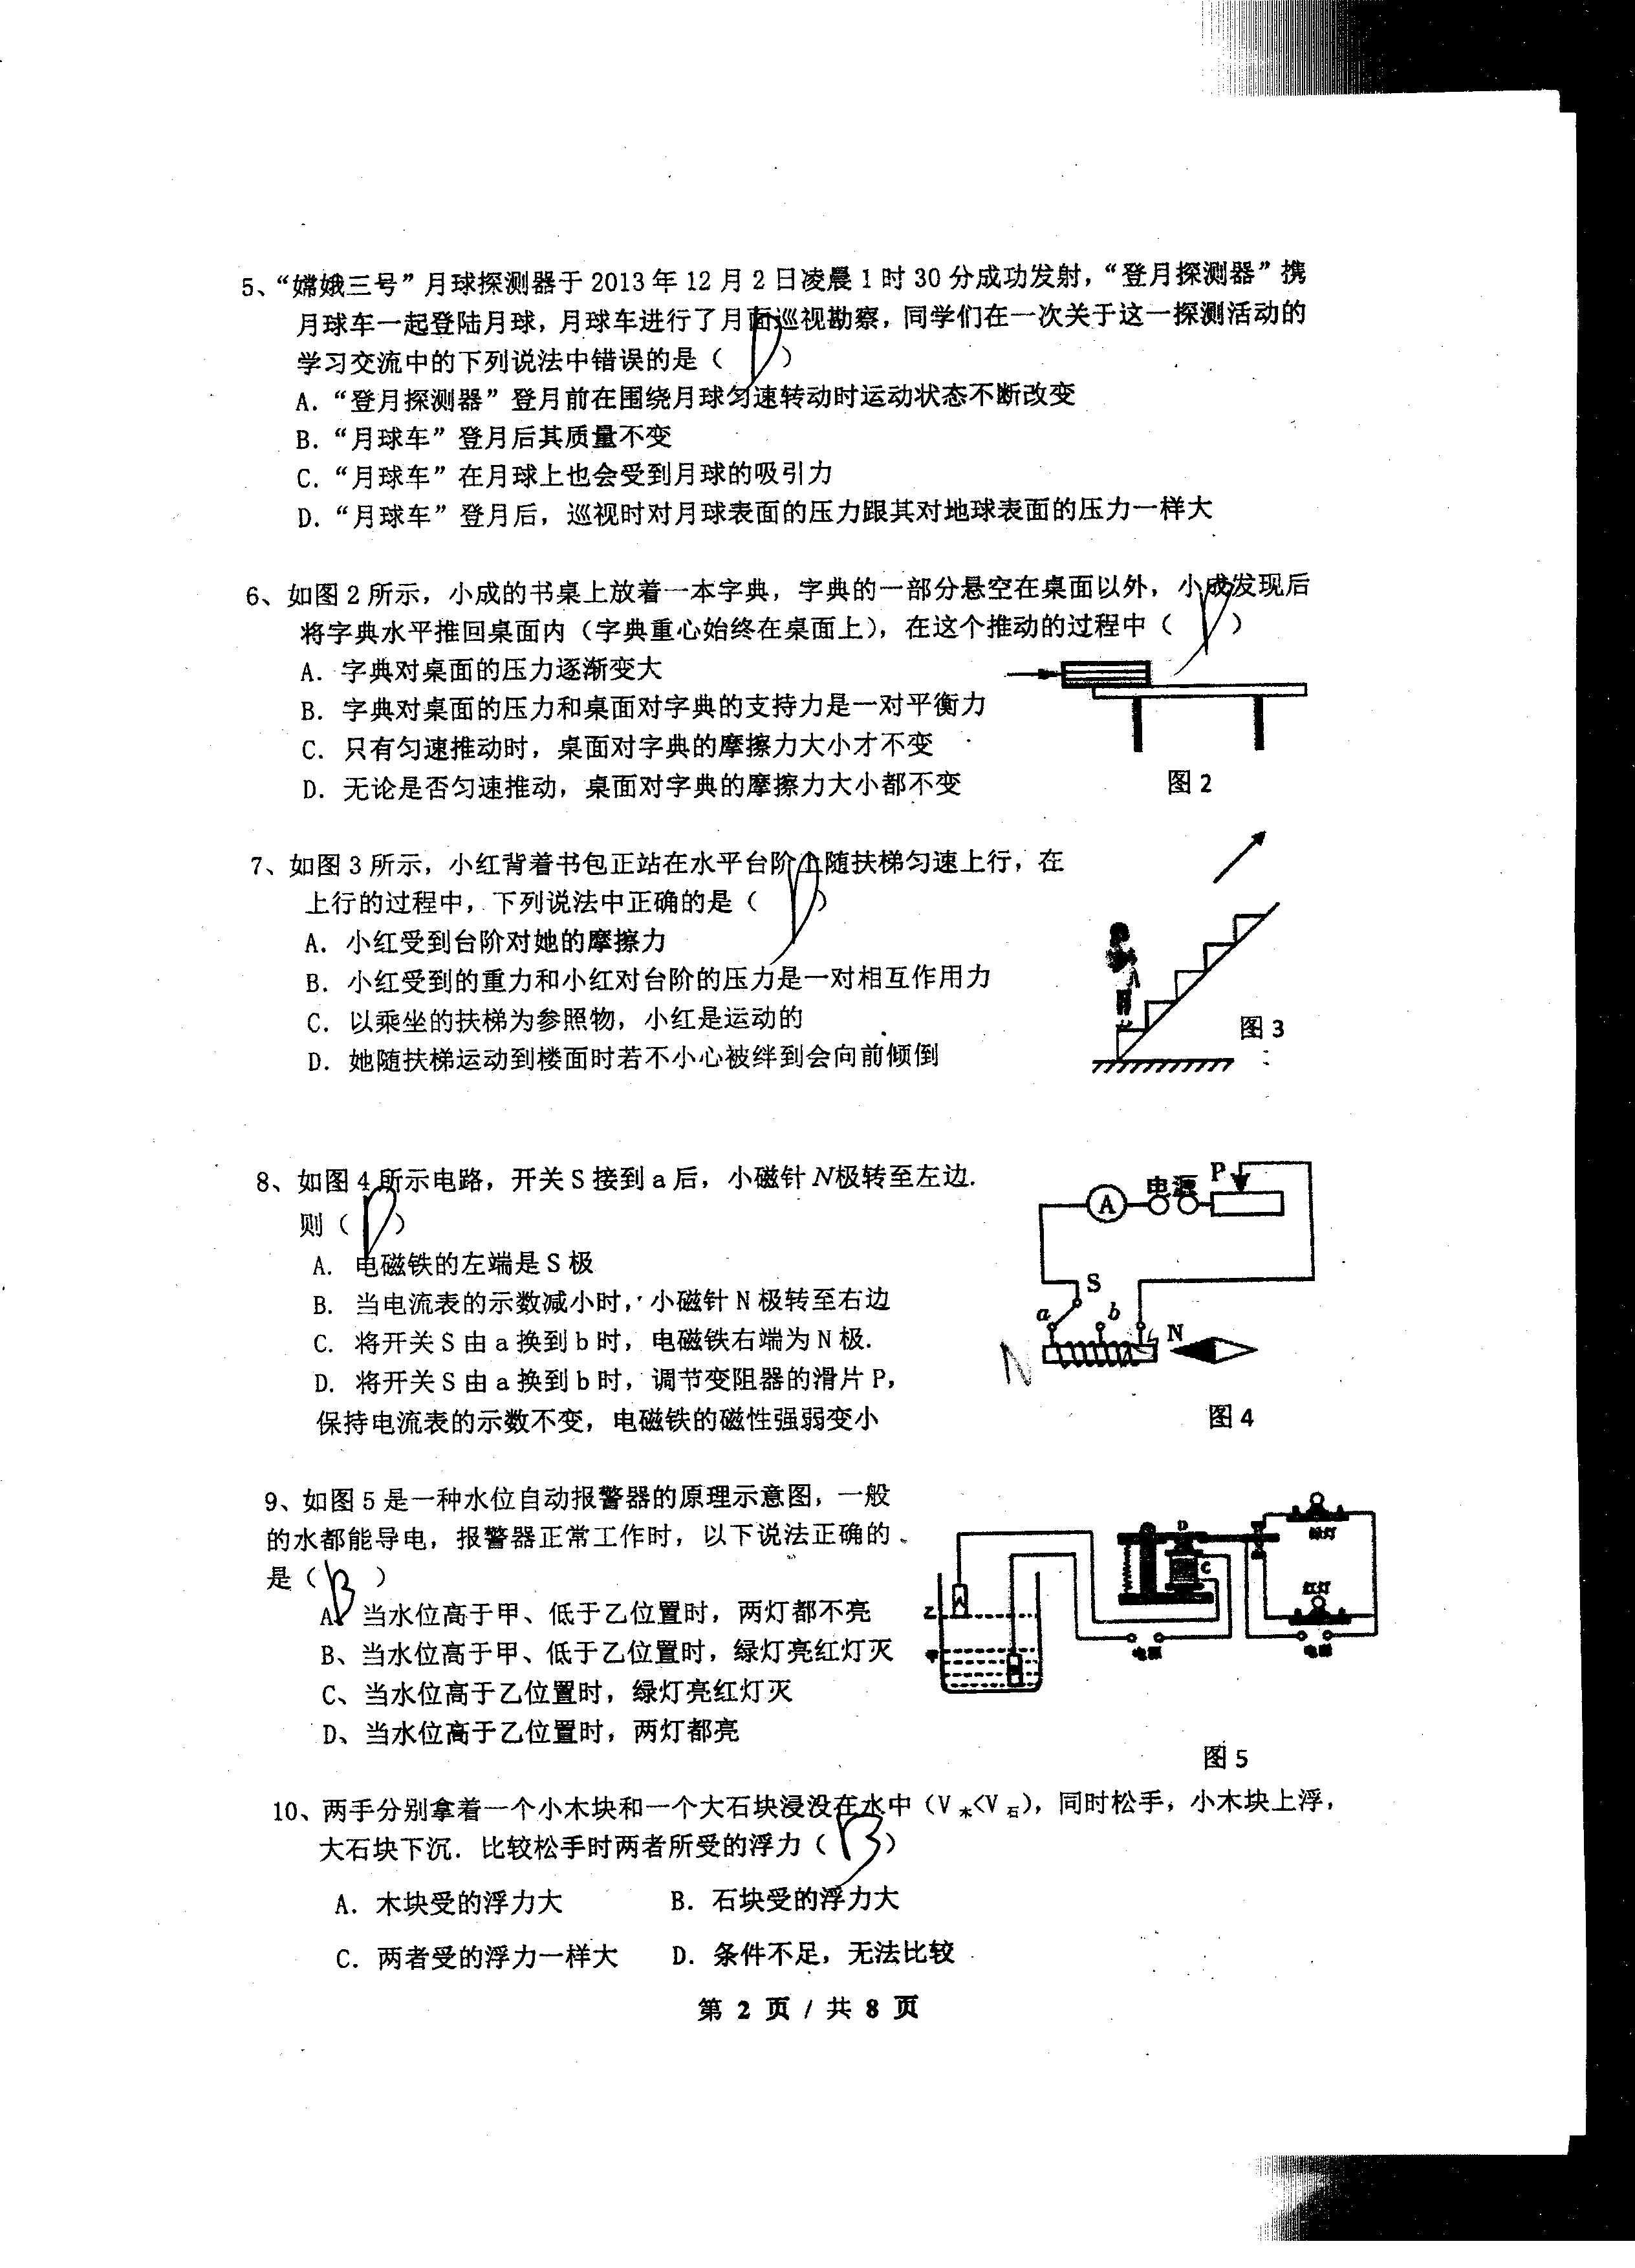 5、“嫦娥三号”月球探测器于 2013 年 12 月 2 日凌晨 1 时 30 分成功发射，“登月探测器”携
月球车一起登陆月球，月球车进行了月面巡视勘察，同学们在一次关于这一探测活动的
学习交流中的下列说法中错误的是（ D ）
A．“登月探测器”登月前在围绕月球匀速转动时运动状态不断改变
B．“月球车”登月后其质量不变
C．“月球车”在月球上也会受到月球的吸引力
D．“月球车”登月后，巡视时对月球表面的压力跟其对地球表面的压力一样大
6、如图 2 所示，小成的书桌上放着一本字典，字典的一部分悬空在桌面以外，小成发现后
将字典水平推回桌面内（字典重心始终在桌面上），在这个推动的过程中（ D ）
A．字典对桌面的压力逐渐变大
B．字典对桌面的压力和桌面对字典的支持力是一对平衡力
C．只有匀速推动时，桌面对字典的摩擦力大小才不变
D．无论是否匀速推动，桌面对字典的摩擦力大小都不变
图 2
7、如图 3 所示，小红背着书包正站在水平台阶上随扶梯匀速上行，在
上行的过程中，下列说法中正确的是（ D ）
A．小红受到台阶对她的摩擦力
B．小红受到的重力和小红对台阶的压力是一对相互作用力
C．以乘坐的扶梯为参照物，小红是运动的
D．她随扶梯运动到楼面时若不小心被绊到会向前倾倒
图 3
8、如图 4 所示电路，开关 S 接到 a 后，小磁针 N极转至左边.
则（ D ）
A. 电磁铁的左端是 S 极
B. 当电流表的示数减小时，小磁针 N 极转至右边
C. 将开关 S 由 a 换到 b 时，电磁铁右端为 N 极.
D. 将开关 S 由 a 换到 b 时，调节变阻器的滑片 P，
保持电流表的示数不变，电磁铁的磁性强弱变小
A 电源 P
S
a b
N N
图 4
9、如图 5 是一种水位自动报警器的原理示意图，一般
的水都能导电，报警器正常工作时，以下说法正确的
是（ B ）
A、当水位高于甲、低于乙位置时，两灯都不亮
B、当水位高于甲、低于乙位置时，绿灯亮红灯灭
C、当水位高于乙位置时，绿灯亮红灯灭
D、当水位高于乙位置时，两灯都亮
D 绿灯
C
红灯
乙
甲 电源 电源
图 5
10、两手分别拿着一个小木块和一个大石块浸没在水中（V木<V石），同时松手，小木块上浮，
大石块下沉．比较松手时两者所受的浮力（ B ）
A．木块受的浮力大 B．石块受的浮力大
C．两者受的浮力一样大 D．条件不足，无法比较
第 2 页 / 共 8 页